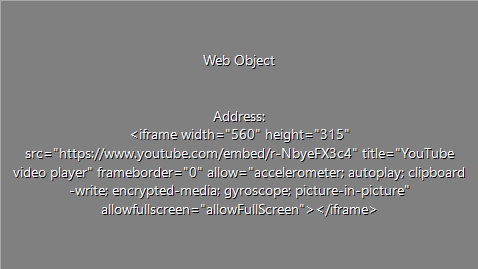 Web Object
Address:
<iframe width="560" height="315"
src="https://www.youtube.com/embed/r-NbyeFX3c4" title="YouTube
video player" frameborder="0" allow="accelerometer; autoplay; clipboard
-write; encrypted-media; gyroscope; picture-in-picture"
allowfullscreen="allowFullScreen"></iframe>